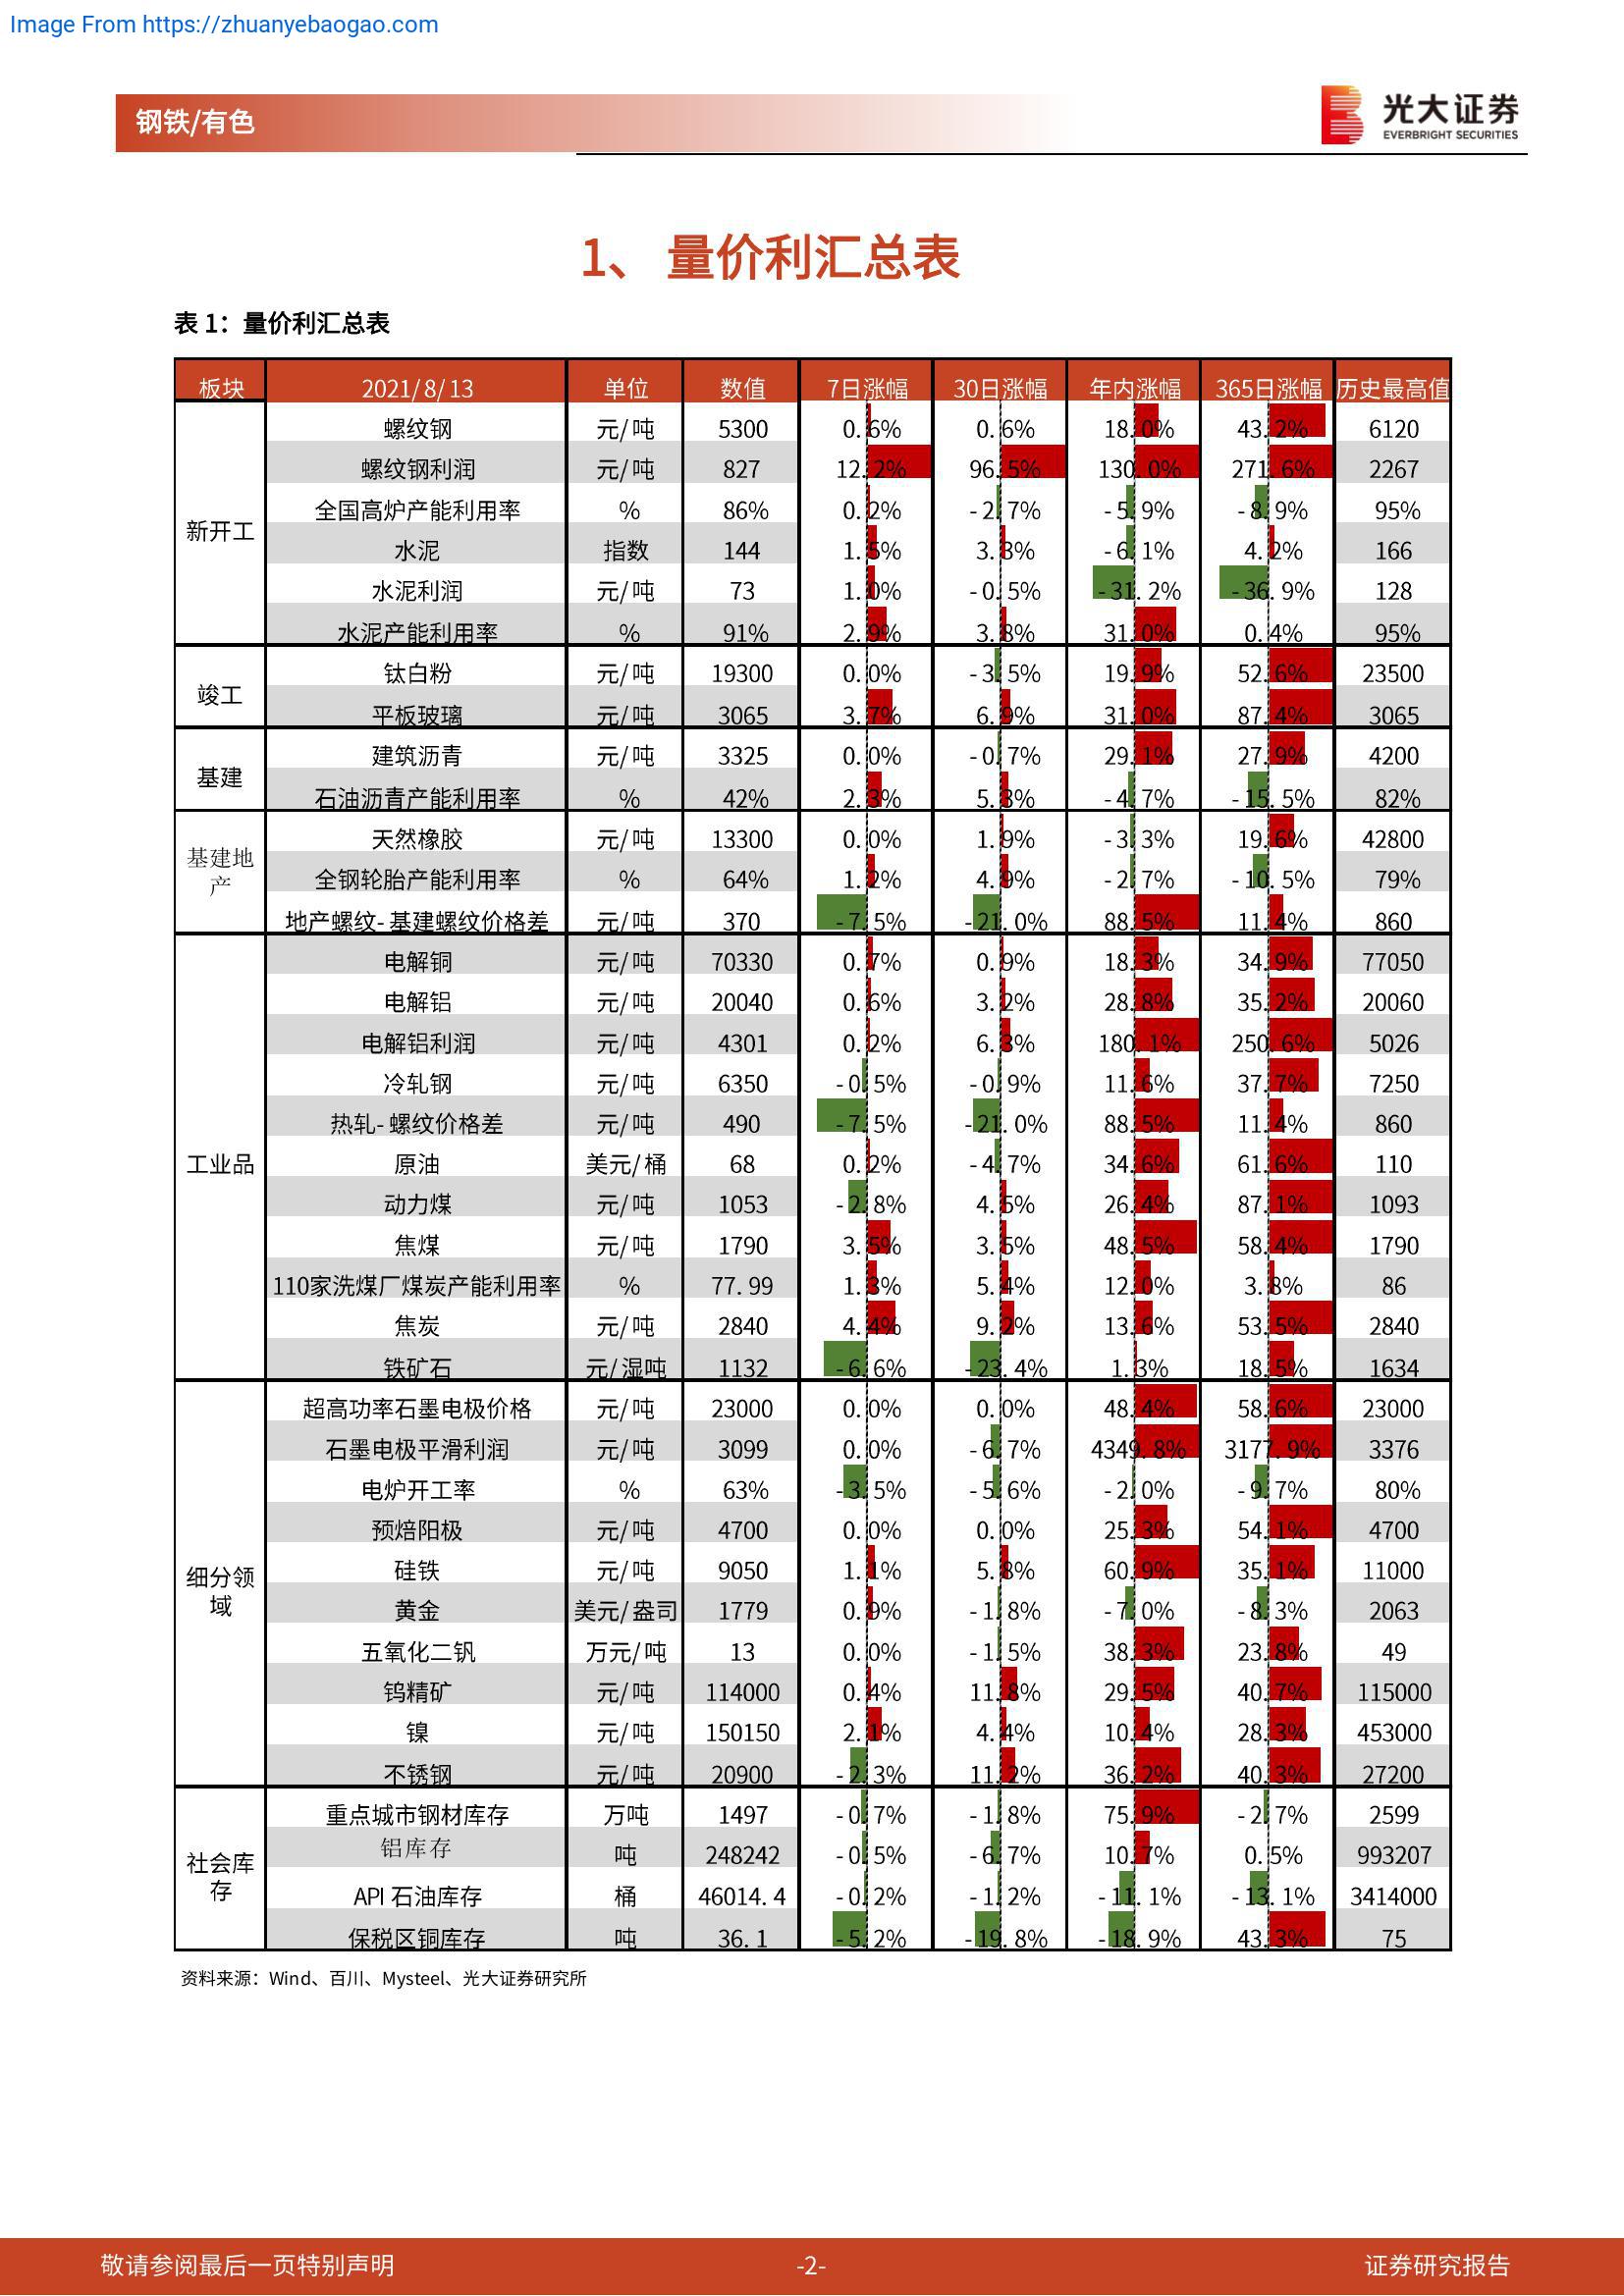 Image From https://zhuanyebaogao.com
钢铁/有色
光大证券
EVERBRIGHT SECURITIES
1、 量价利汇总表
表 1：量价利汇总表
板块 2021/8/13 单位 数值 7日涨幅 30日涨幅 年内涨幅 365日涨幅 历史最高值
新开工
螺纹钢 元/吨 5300 0.6% 0.6% 18.0% 43.2% 6120
螺纹钢利润 元/吨 827 12.2% 96.5% 130.0% 271.6% 2267
全国高炉产能利用率 % 86% 0.2% -2.7% -5.9% -8.9% 95%
水泥 指数 144 1.5% 3.3% -6.1% 4.2% 166
水泥利润 元/吨 73 1.0% -0.5% -31.2% -36.9% 128
水泥产能利用率 % 91% 2.9% 3.8% 31.0% 0.4% 95%
竣工
钛白粉 元/吨 19300 0.0% -3.5% 19.9% 52.6% 23500
平板玻璃 元/吨 3065 3.7% 6.9% 31.0% 87.4% 3065
基建
建筑沥青 元/吨 3325 0.0% -0.7% 29.1% 27.9% 4200
石油沥青产能利用率 % 42% 2.3% 5.3% -4.7% -15.5% 82%
基建地
产
天然橡胶 元/吨 13300 0.0% 1.9% -3.3% 19.6% 42800
全钢轮胎产能利用率 % 64% 1.2% 4.9% -2.7% -10.5% 79%
地产螺纹-基建螺纹价格差 元/吨 370 -7.5% -21.0% 88.5% 11.4% 860
工业品
电解铜 元/吨 70330 0.7% 0.9% 18.3% 34.9% 77050
电解铝 元/吨 20040 0.6% 3.2% 28.8% 35.2% 20060
电解铝利润 元/吨 4301 0.2% 6.3% 180.1% 250.6% 5026
冷轧钢 元/吨 6350 -0.5% -0.9% 11.6% 37.7% 7250
热轧-螺纹价格差 元/吨 490 -7.5% -21.0% 88.5% 11.4% 860
原油 美元/桶 68 0.2% -4.7% 34.6% 61.6% 110
动力煤 元/吨 1053 -2.8% 4.5% 26.4% 87.1% 1093
焦煤 元/吨 1790 3.5% 3.5% 48.5% 58.4% 1790
110家洗煤厂煤炭产能利用率 % 77.99 1.3% 5.4% 12.0% 3.8% 86
焦炭 元/吨 2840 4.4% 9.2% 13.6% 53.5% 2840
铁矿石 元/湿吨 1132 -6.6% -23.4% 1.3% 18.5% 1634
细分领
域
超高功率石墨电极价格 元/吨 23000 0.0% 0.0% 48.4% 58.6% 23000
石墨电极平滑利润 元/吨 3099 0.0% -6.7% 4349.8% 3177.9% 3376
电炉开工率 % 63% -3.5% -5.6% -2.0% -9.7% 80%
预焙阳极 元/吨 4700 0.0% 0.0% 25.3% 54.1% 4700
硅铁 元/吨 9050 1.1% 5.8% 60.9% 35.1% 11000
黄金 美元/盎司 1779 0.9% -1.8% -7.0% -8.3% 2063
五氧化二钒 万元/吨 13 0.0% -1.5% 38.3% 23.8% 49
钨精矿 元/吨 114000 0.4% 11.8% 29.5% 40.7% 115000
镍 元/吨 150150 2.1% 4.4% 10.4% 28.3% 453000
不锈钢 元/吨 20900 -2.3% 11.2% 36.2% 40.3% 27200
社会库
存
重点城市钢材库存 万吨 1497 -0.7% -1.8% 75.9% -2.7% 2599
铝库存 吨 248242 -0.5% -6.7% 10.7% 0.5% 993207
API 石油库存 桶 46014.4 -0.2% -1.2% -11.1% -13.1% 3414000
保税区铜库存 吨 36.1 -5.2% -19.8% -18.9% 43.3% 75
资料来源：Wind、百川、Mysteel、光大证券研究所
敬请参阅最后一页特别声明 -2- 证券研究报告